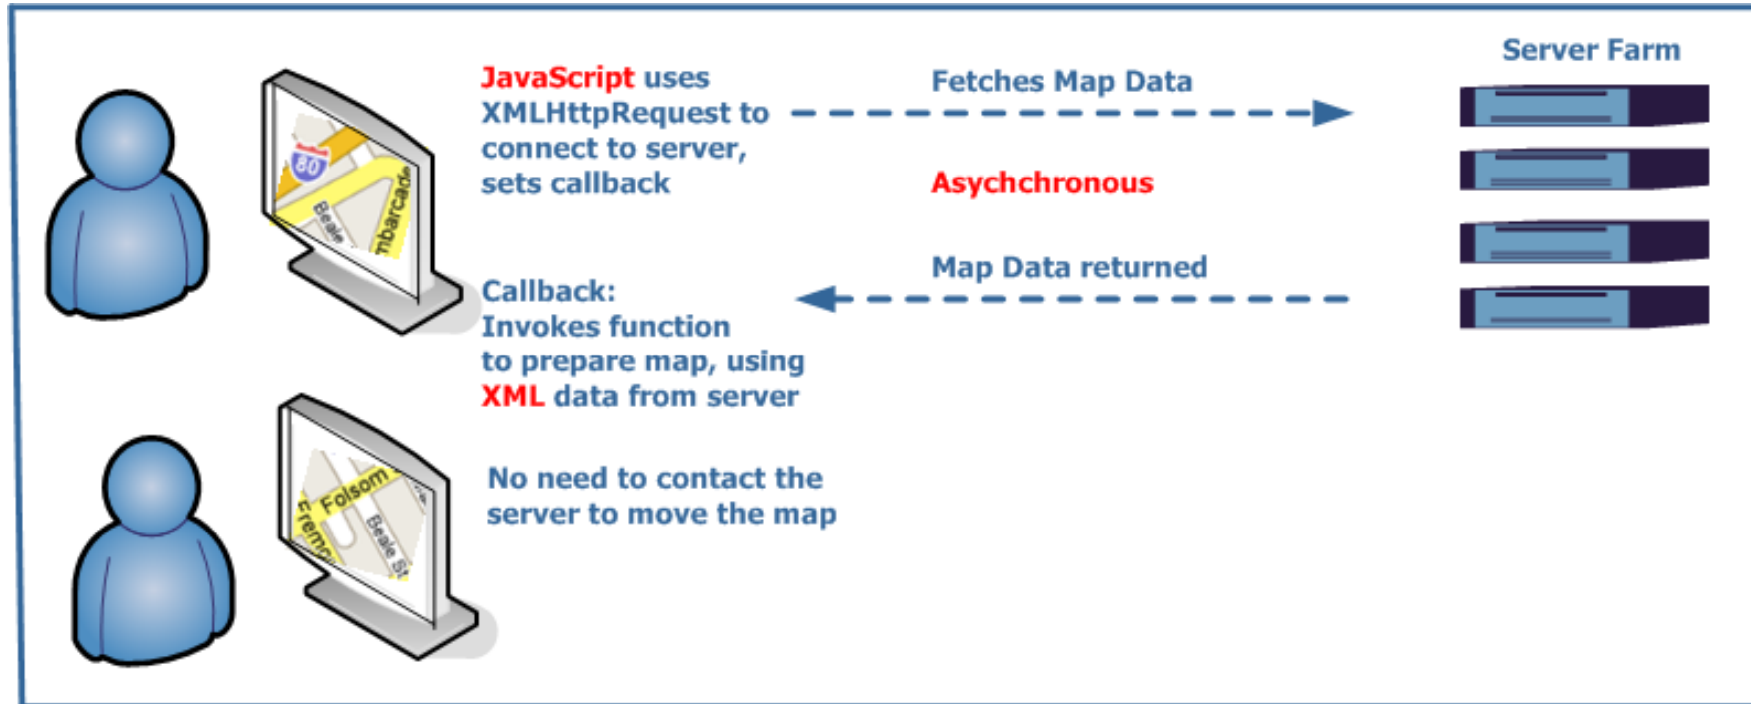 Server Farm
JavaScript uses
XMLHttpRequest to
connect to server,
sets callback
Fetches Map Data
Asychchronous
Map Data returned
80
Beale
mbarcade
Callback:
Invokes function
to prepare map, using
XML data from server
No need to contact the
server to move the map
Folsom
Fremo
Beale St